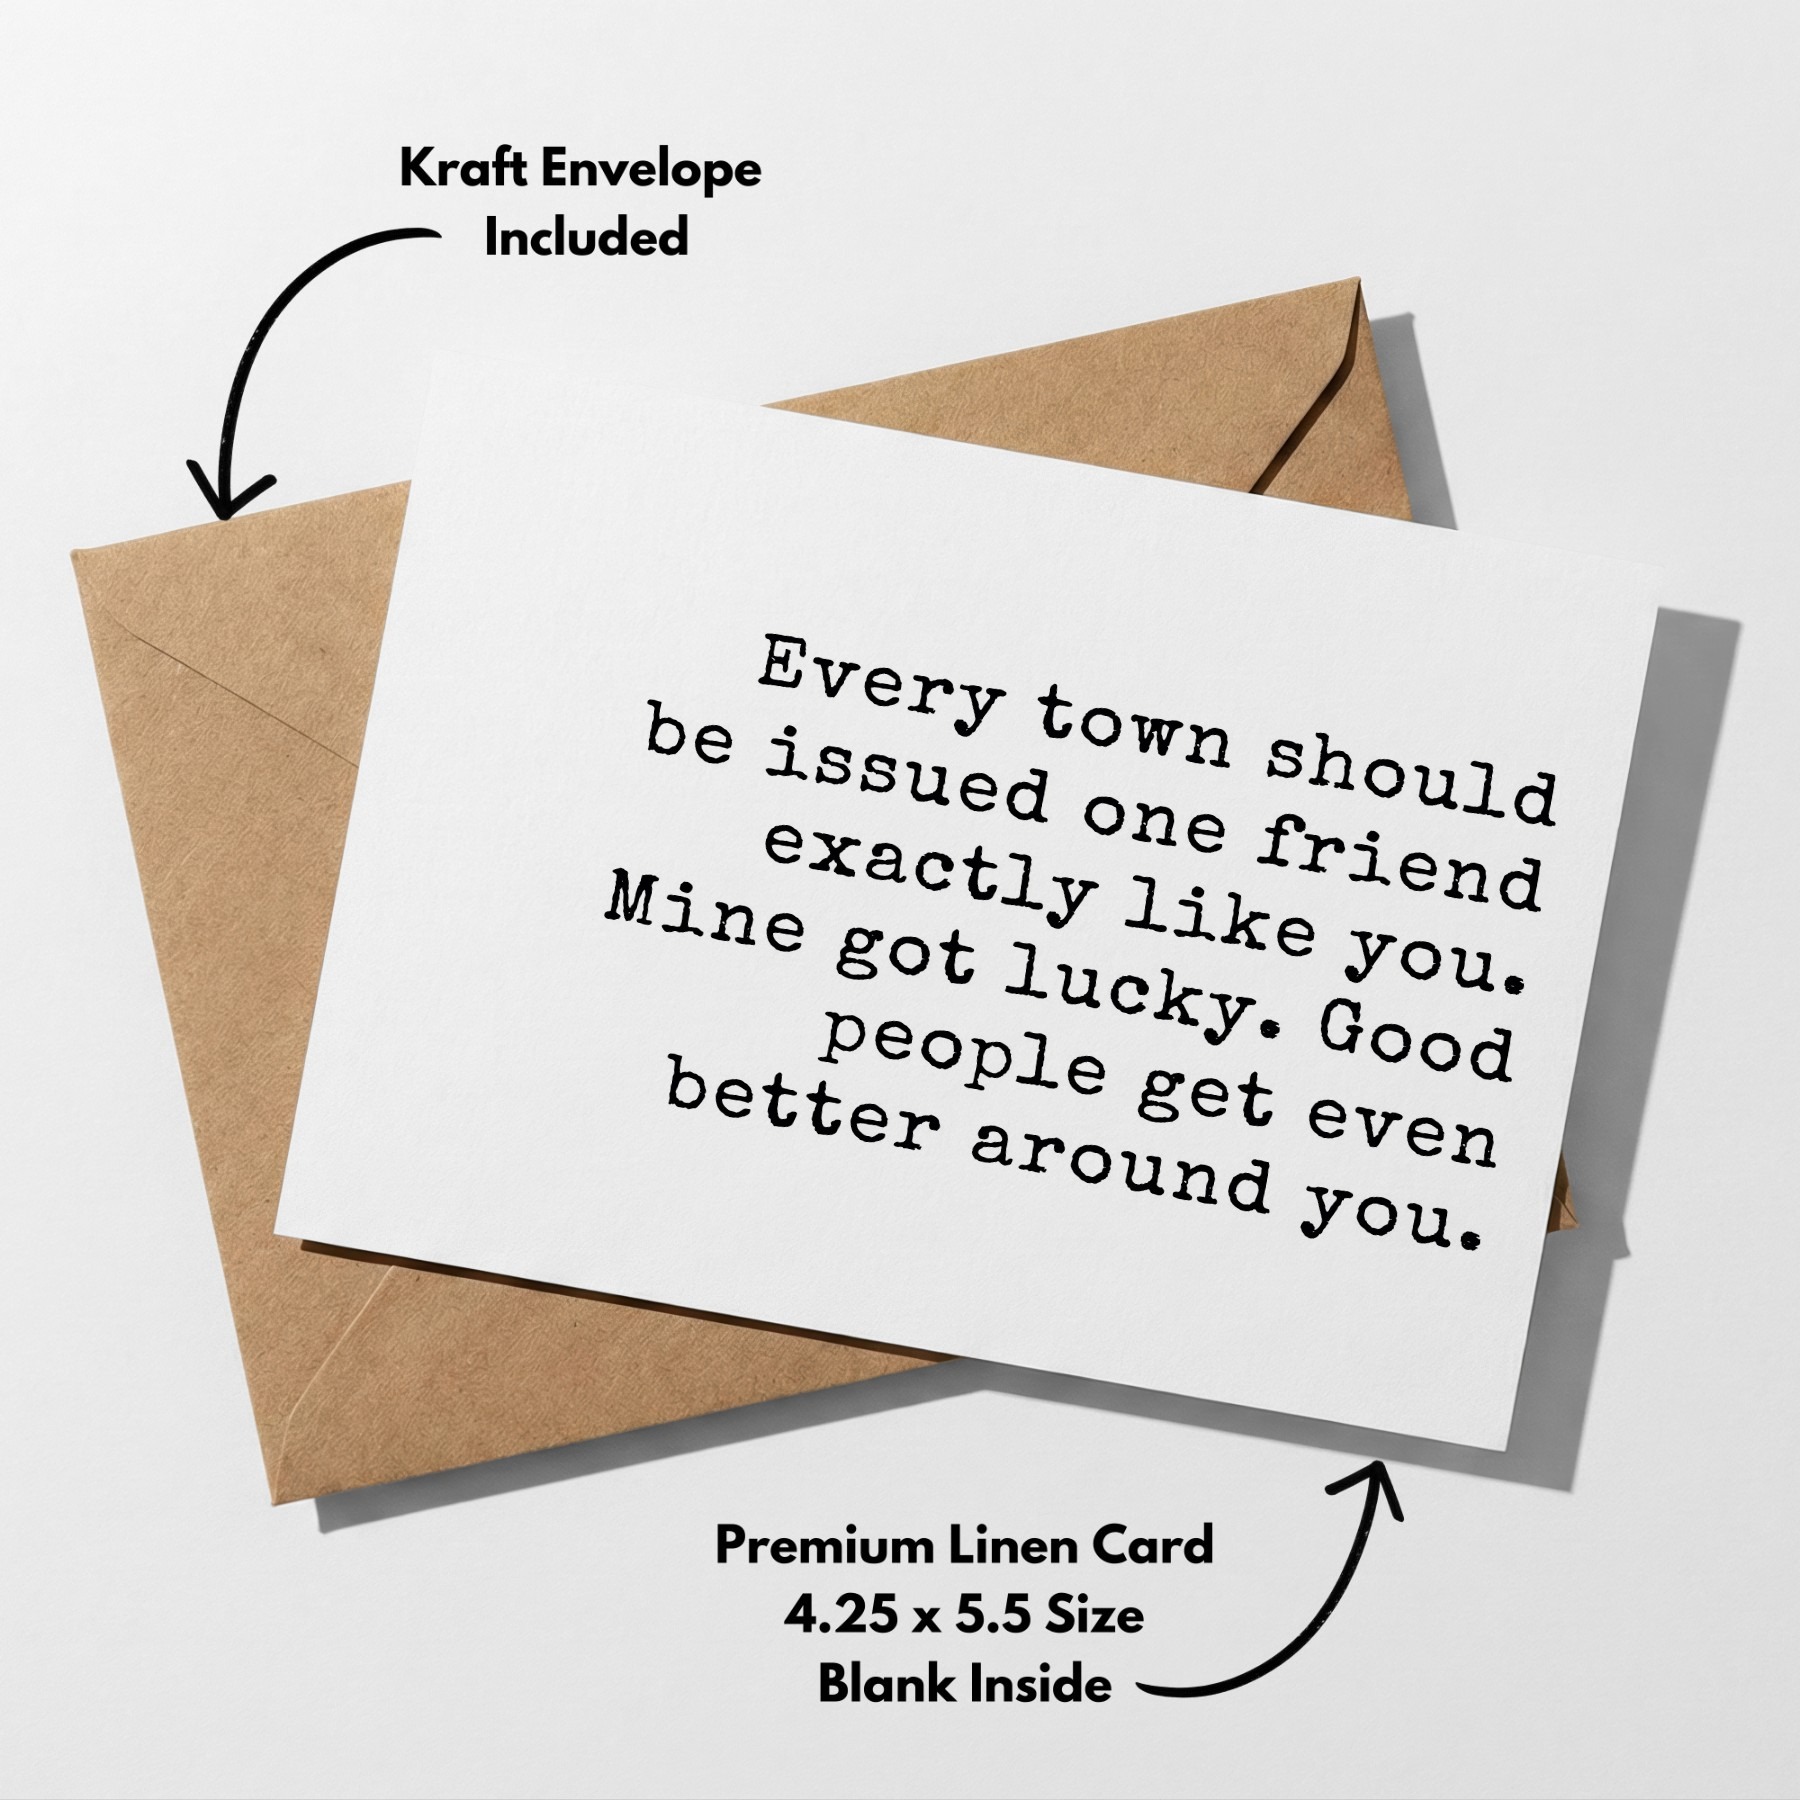 Kraft Envelope
Included
Every town should
be issued one friend
exactly like you.
Mine got lucky. Good
people get even
better around you.
Premium Linen Card
4.25 x 5.5 Size
Blank Inside